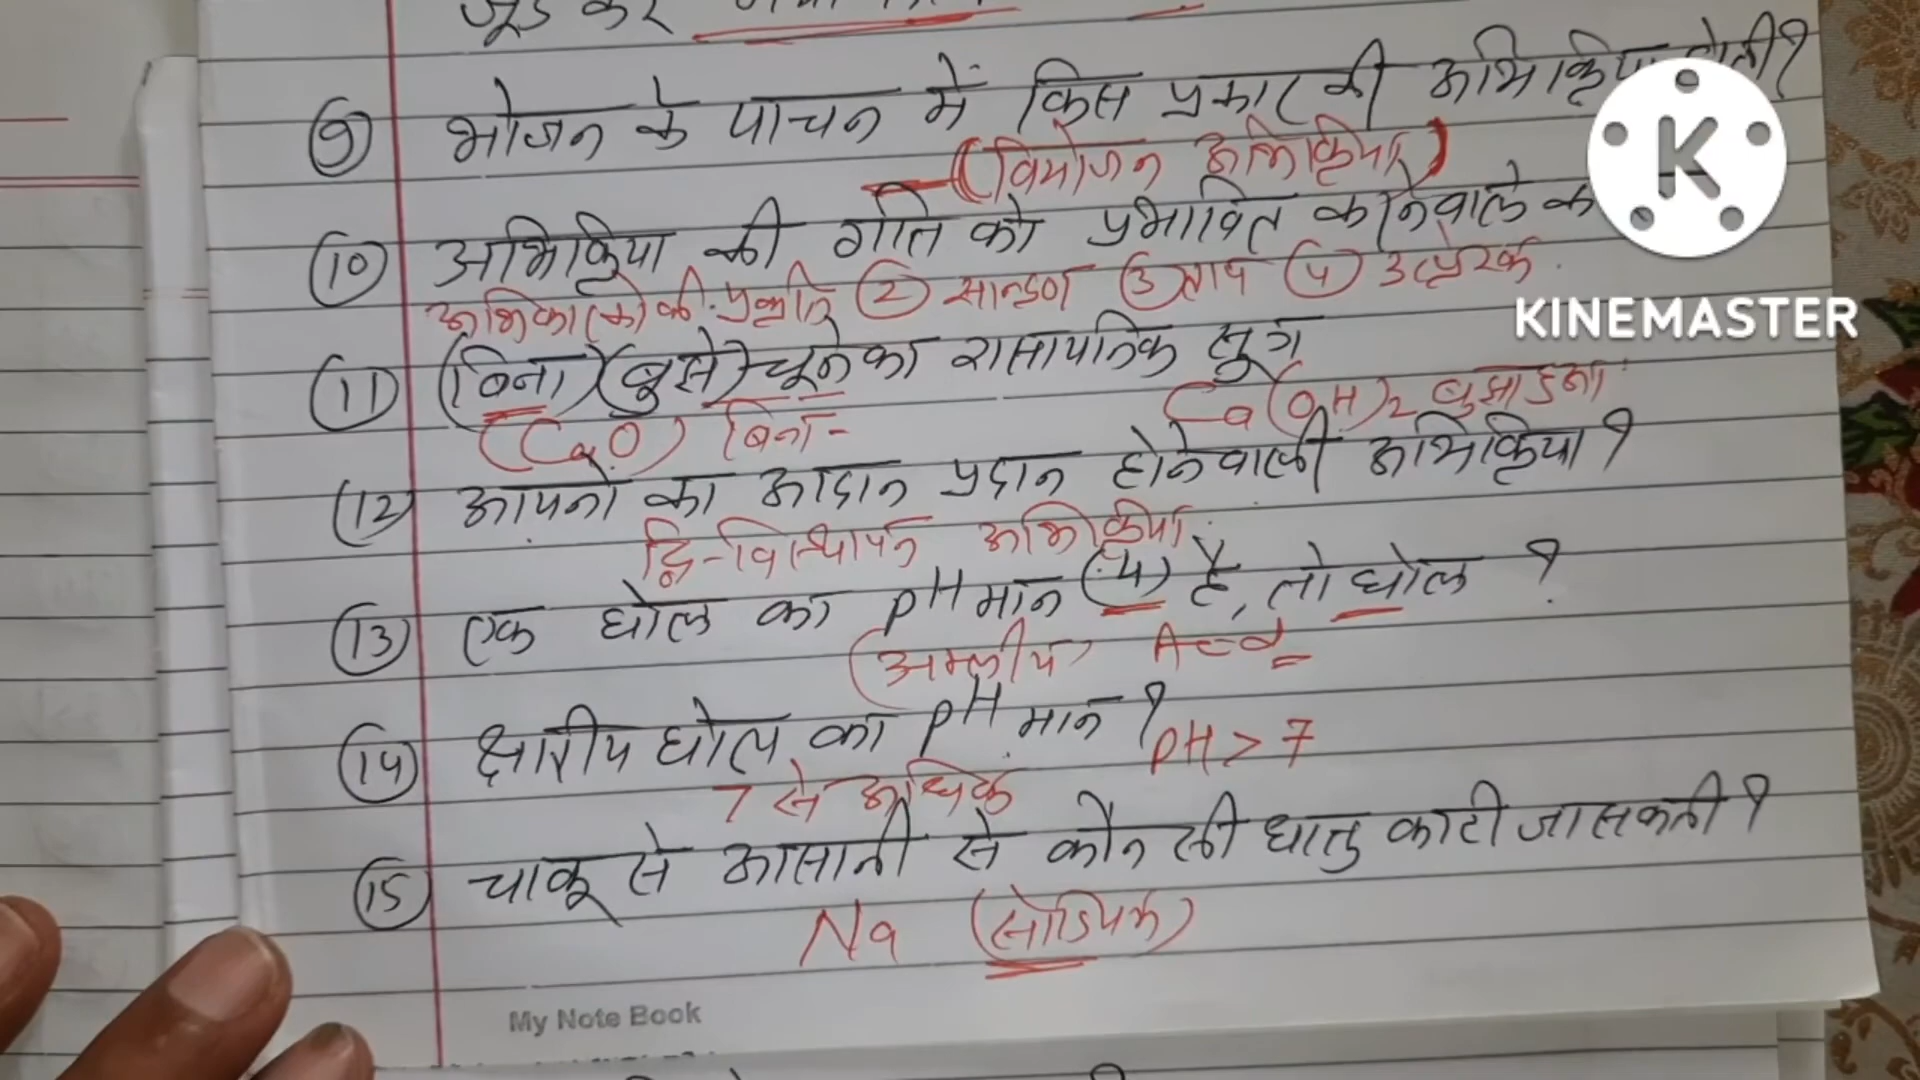 जूड कर
(9) भोजन के पाचन में किस प्रकार की अभिक्रिया होती?
(वियोजन अभिक्रिया)
(10) अभिक्रिया की गति को प्रभावित करनेवाले क
अभिकारको की प्रकृति (2) सान्द्रण (3) ताप (4) उत्प्रेरक
KINEMASTER
(11) (बिना) (बुझे) चूनेका रासायनिक सुत्र
Ca(OH)2 बुझाहुआ
(CaO) बिना-
(12) आयनो का आदान प्रदान होनेवाली अभिक्रिया?
द्वि-विस्थापन अभिक्रिया
(13) एक घोल का pH मान (4) है, तो घोल ?
(अम्लीय) Acid
(14) क्षारीय घोल का pH मान?
PH > 7
7 से अधिक
(15) चाकू से आसानी से कौन सी धातु काटी जा सकती?
Na (सोडियम)
My Note Book